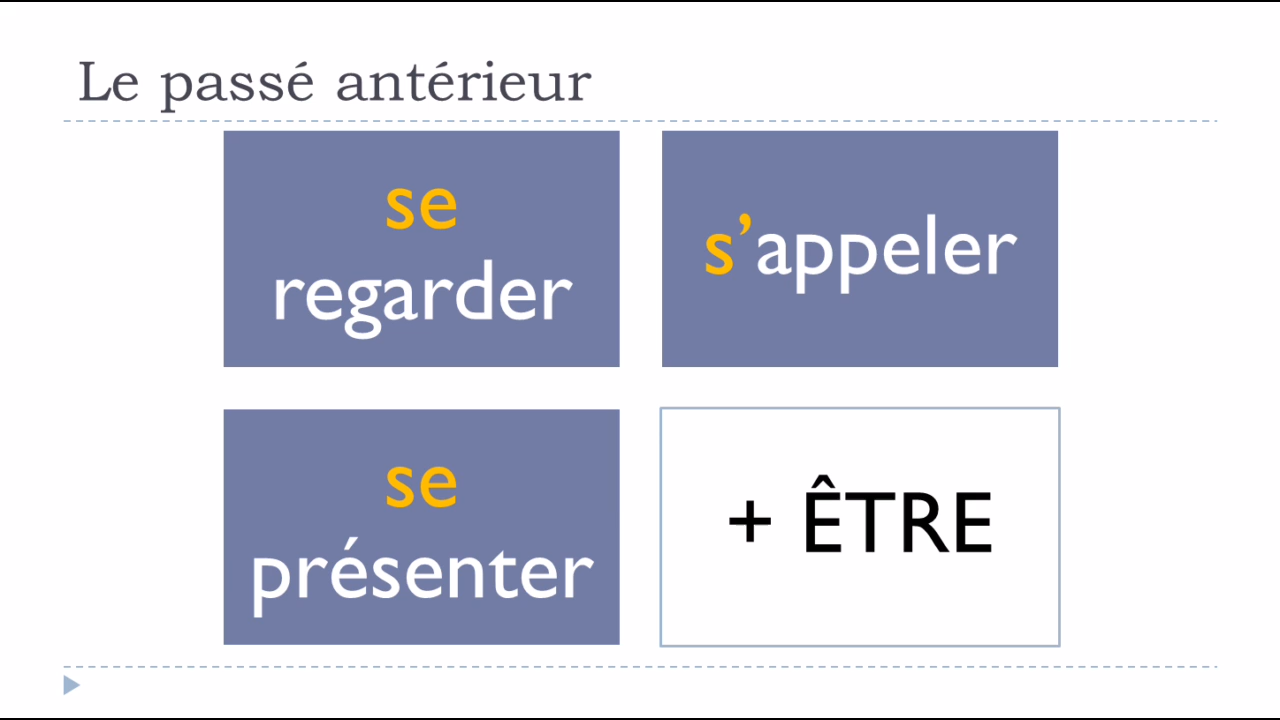 Le passé antérieur
se
regarder
s’appeler
se
présenter
+ ÊTRE